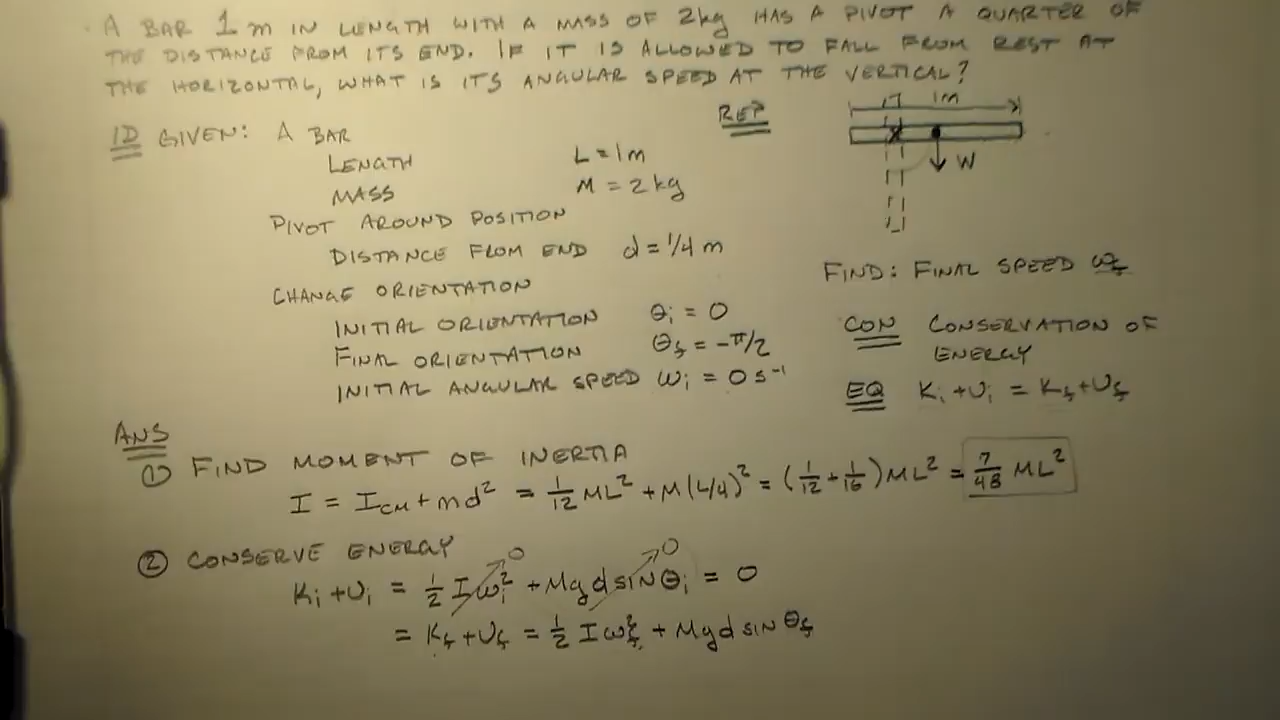 A BAR 1 m IN LENGTH WITH A MASS OF 2kg HAS A PIVOT A QUARTER OF
THE DISTANCE FROM ITS END. IF IT IS ALLOWED TO FALL FROM REST AT
THE HORIZONTAL, WHAT IS ITS ANGULAR SPEED AT THE VERTICAL?
ID GIVEN: A BAR
LENGTH L = 1m
MASS M = 2 kg
PIVOT AROUND POSITION
DISTANCE FROM END d = 1/4 m
CHANGE ORIENTATION
INITIAL ORIENTATION θi = 0
FINAL ORIENTATION θf = -π/2
INITIAL ANGULAR SPEED ωi = 0 s⁻¹
REP
1m
W
FIND: FINAL SPEED ωf
CON CONSERVATION OF
ENERGY
EQ Ki + Ui = Kf + Uf
ANS
① FIND MOMENT OF INERTIA
I = ICM + md² = 1/12 ML² + M(L/4)² = (1/12 + 1/16) ML² = 7/48 ML²
② CONSERVE ENERGY
Ki + Ui = 1/2 Iωi² 0 + Mgd sin θi 0 = 0
= Kf + Uf = 1/2 Iωf² + Mgd sin θf